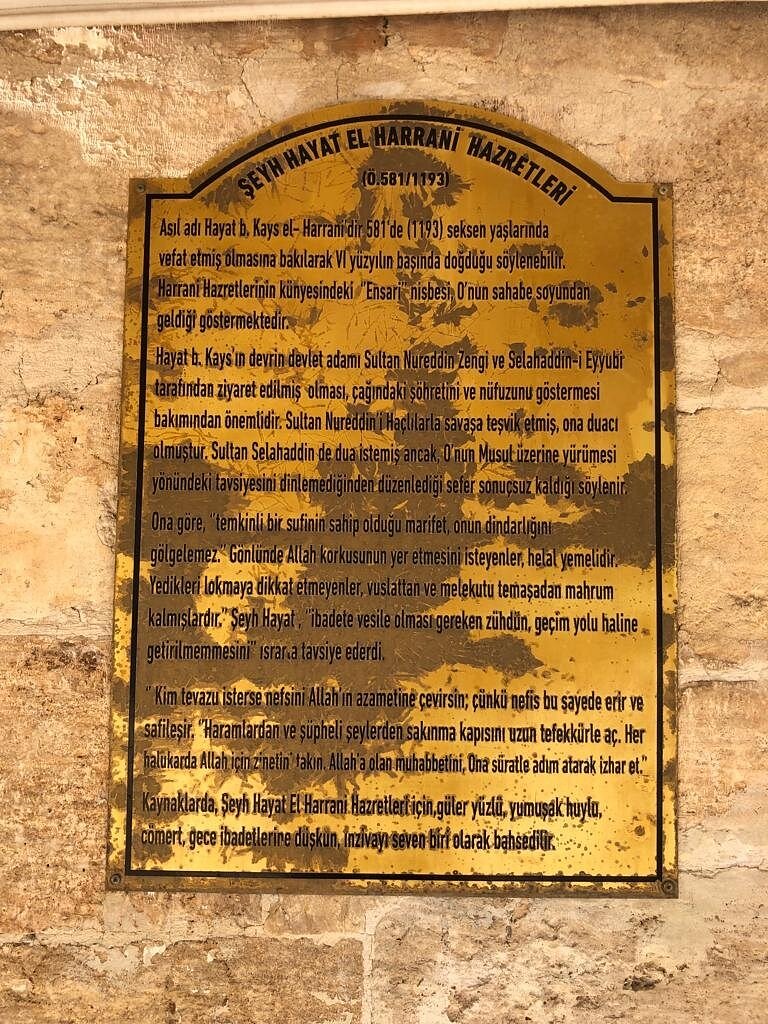 ŞEYH HAYAT EL HARRANİ HAZRETLERİ
(Ö.581/1193)
Asıl adı Hayat b. Kays el- Harrani'dir 581'de (1193) seksen yaşlarında
vefat etmiş olmasına bakılarak VI yüzyılın başında doğduğu söylenebilir.
Harrani Hazretlerinin künyesindeki "Ensari" nisbesi, O'nun sahabe soyundan
geldiği göstermektedir.
Hayat b. Kays'ın devrin devlet adamı Sultan Nureddin Zengi ve Selahaddin-i Eyyubi
tarafından ziyaret edilmiş olması, çağındaki şöhretini ve nüfuzunu göstermesi
bakımından önemlidir. Sultan Nureddin'i Haçlılarla savaşa teşvik etmiş, ona duacı
olmuştur. Sultan Selahaddin de dua istemiş ancak, O'nun Musul üzerine yürümesi
yönündeki tavsiyesini dinlemediğinden düzenlediği sefer sonuçsuz kaldığı söylenir.
Ona göre, "temkinli bir sufinin sahip olduğu marifet, onun dindarlığını
gölgelemez." Gönlünde Allah korkusunun yer etmesini isteyenler, helal yemelidir.
Yedikleri lokmaya dikkat etmeyenler, vuslattan ve melekutu temaşadan mahrum
kalmışlardır." Şeyh Hayat , "ibadete vesile olması gereken zühdün, geçim yolu haline
getirilmemmesini" ısrarla tavsiye ederdi.
" Kim tevazu isterse nefsini Allah'ın azametine çevirsin; çünkü nefis bu sayede erir ve
safileşir. "Haramlardan ve şüpheli şeylerden sakınma kapısını uzun tefekkürle aç. Her
halükarda Allah için zinetin' takın. Allah'a olan muhabbetini, Ona süratle adım atarak izhar et."
Kaynaklarda, Şeyh Hayat El Harrani Hazretleri için,güler yüzlü, yumuşak huylu,
cömert, gece ibadetlerine düşkun, inzivayı seven biri olarak bahsedilir.